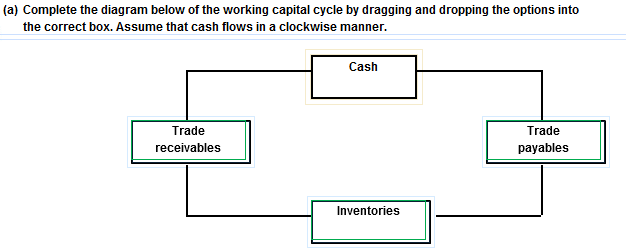 (a) Complete the diagram below of the working capital cycle by dragging and dropping the options into
the correct box. Assume that cash flows in a clockwise manner.
Cash
Trade
receivables
Trade
payables
Inventories